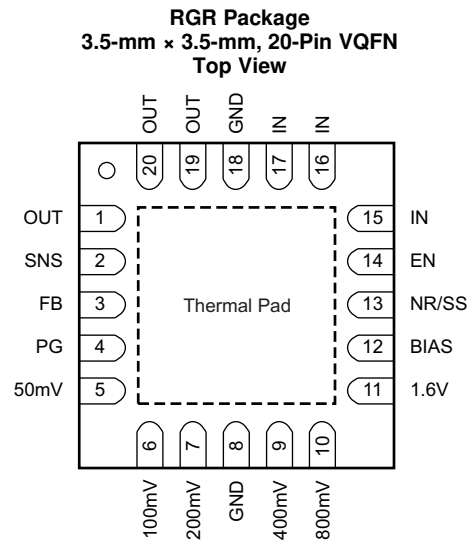 RGR Package
3.5-mm × 3.5-mm, 20-Pin VQFN
Top View
OUT
OUT
GND
IN
IN
20
19
18
17
16
OUT 1
SNS 2
FB 3
PG 4
50mV 5
Thermal Pad
15 IN
14 EN
13 NR/SS
12 BIAS
11 1.6V
6
7
8
9
10
100mV
200mV
GND
400mV
800mV